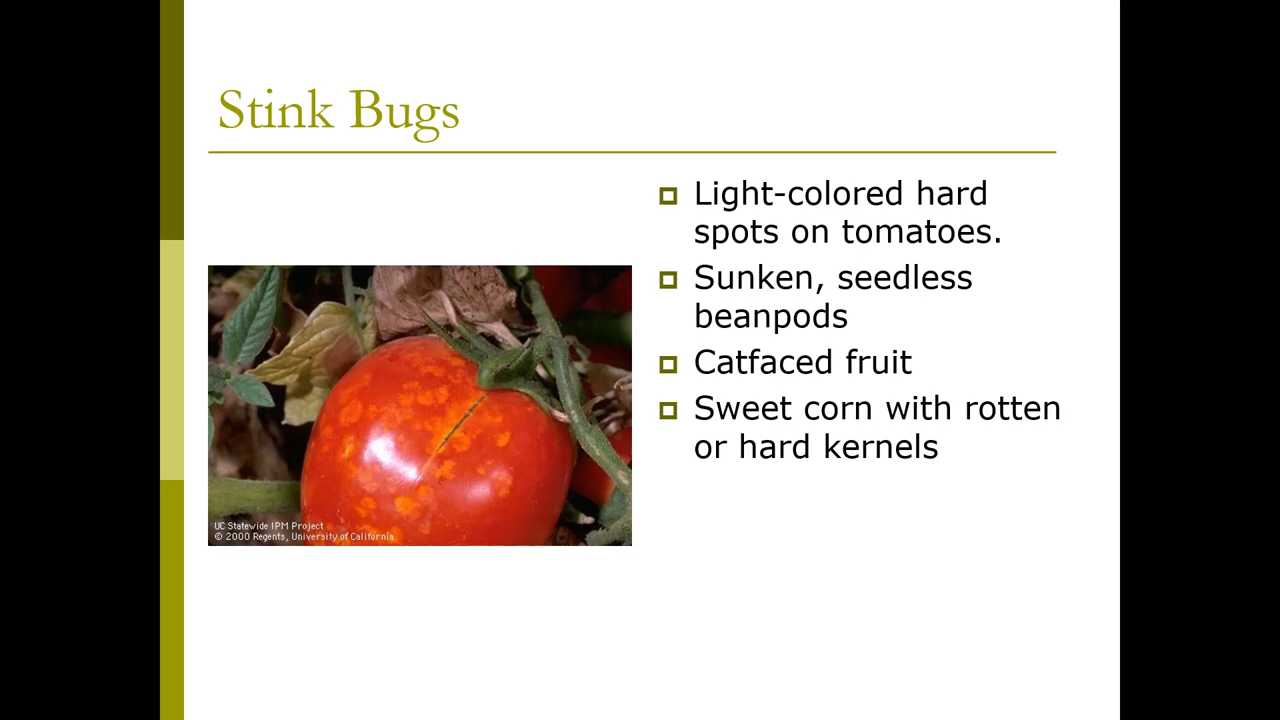 Stink Bugs
Light-colored hard
spots on tomatoes.
Sunken, seedless
beanpods
Catfaced fruit
Sweet corn with rotten
or hard kernels
UC Statewide IPM Project
© 2000 Regents, University of California